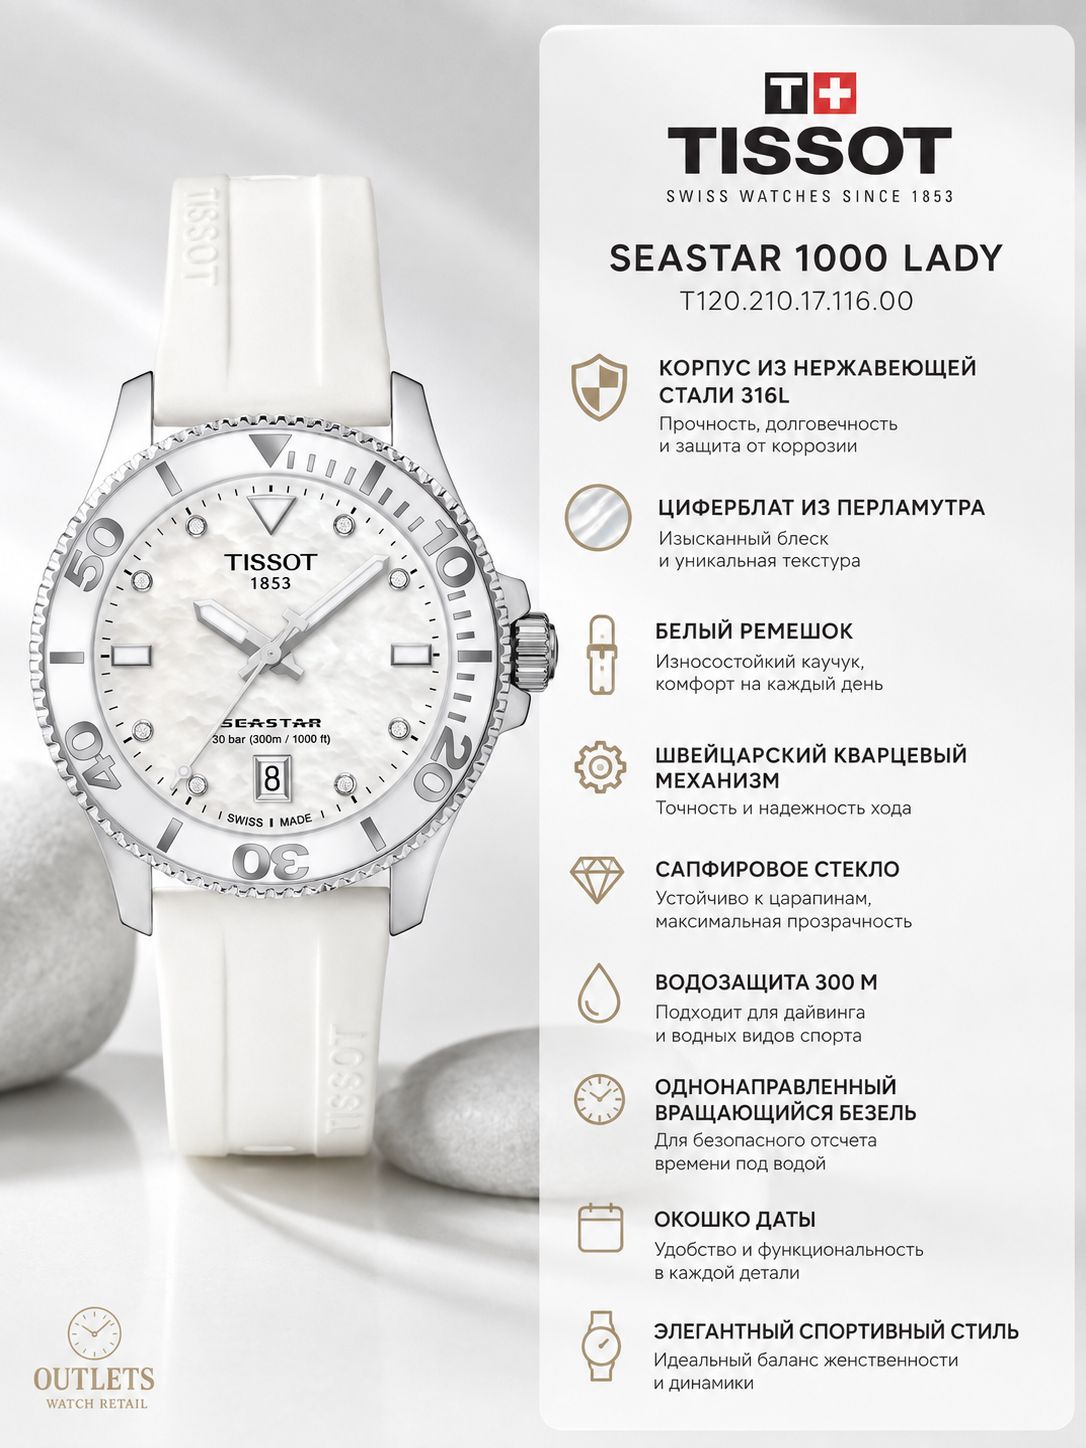 TISSOT
TISSOT
1853
SEASTAR
30 bar (300m / 1000 ft)
8
SWISS MADE
10
20
30
40
50
TISSOT
OUTLETS
WATCH RETAIL
T+
TISSOT
SWISS WATCHES SINCE 1853
SEASTAR 1000 LADY
T120.210.17.116.00
КОРПУС ИЗ НЕРЖАВЕЮЩЕЙ
СТАЛИ 316L
Прочность, долговечность
и защита от коррозии
ЦИФЕРБЛАТ ИЗ ПЕРЛАМУТРА
Изысканный блеск
и уникальная текстура
БЕЛЫЙ РЕМЕШОК
Износостойкий каучук,
комфорт на каждый день
ШВЕЙЦАРСКИЙ КВАРЦЕВЫЙ
МЕХАНИЗМ
Точность и надежность хода
САПФИРОВОЕ СТЕКЛО
Устойчиво к царапинам,
максимальная прозрачность
ВОДОЗАЩИТА 300 М
Подходит для дайвинга
и водных видов спорта
ОДНОНАПРАВЛЕННЫЙ
ВРАЩАЮЩИЙСЯ БЕЗЕЛЬ
Для безопасного отсчета
времени под водой
ОКОШКО ДАТЫ
Удобство и функциональность
в каждой детали
ЭЛЕГАНТНЫЙ СПОРТИВНЫЙ СТИЛЬ
Идеальный баланс женственности
и динамики